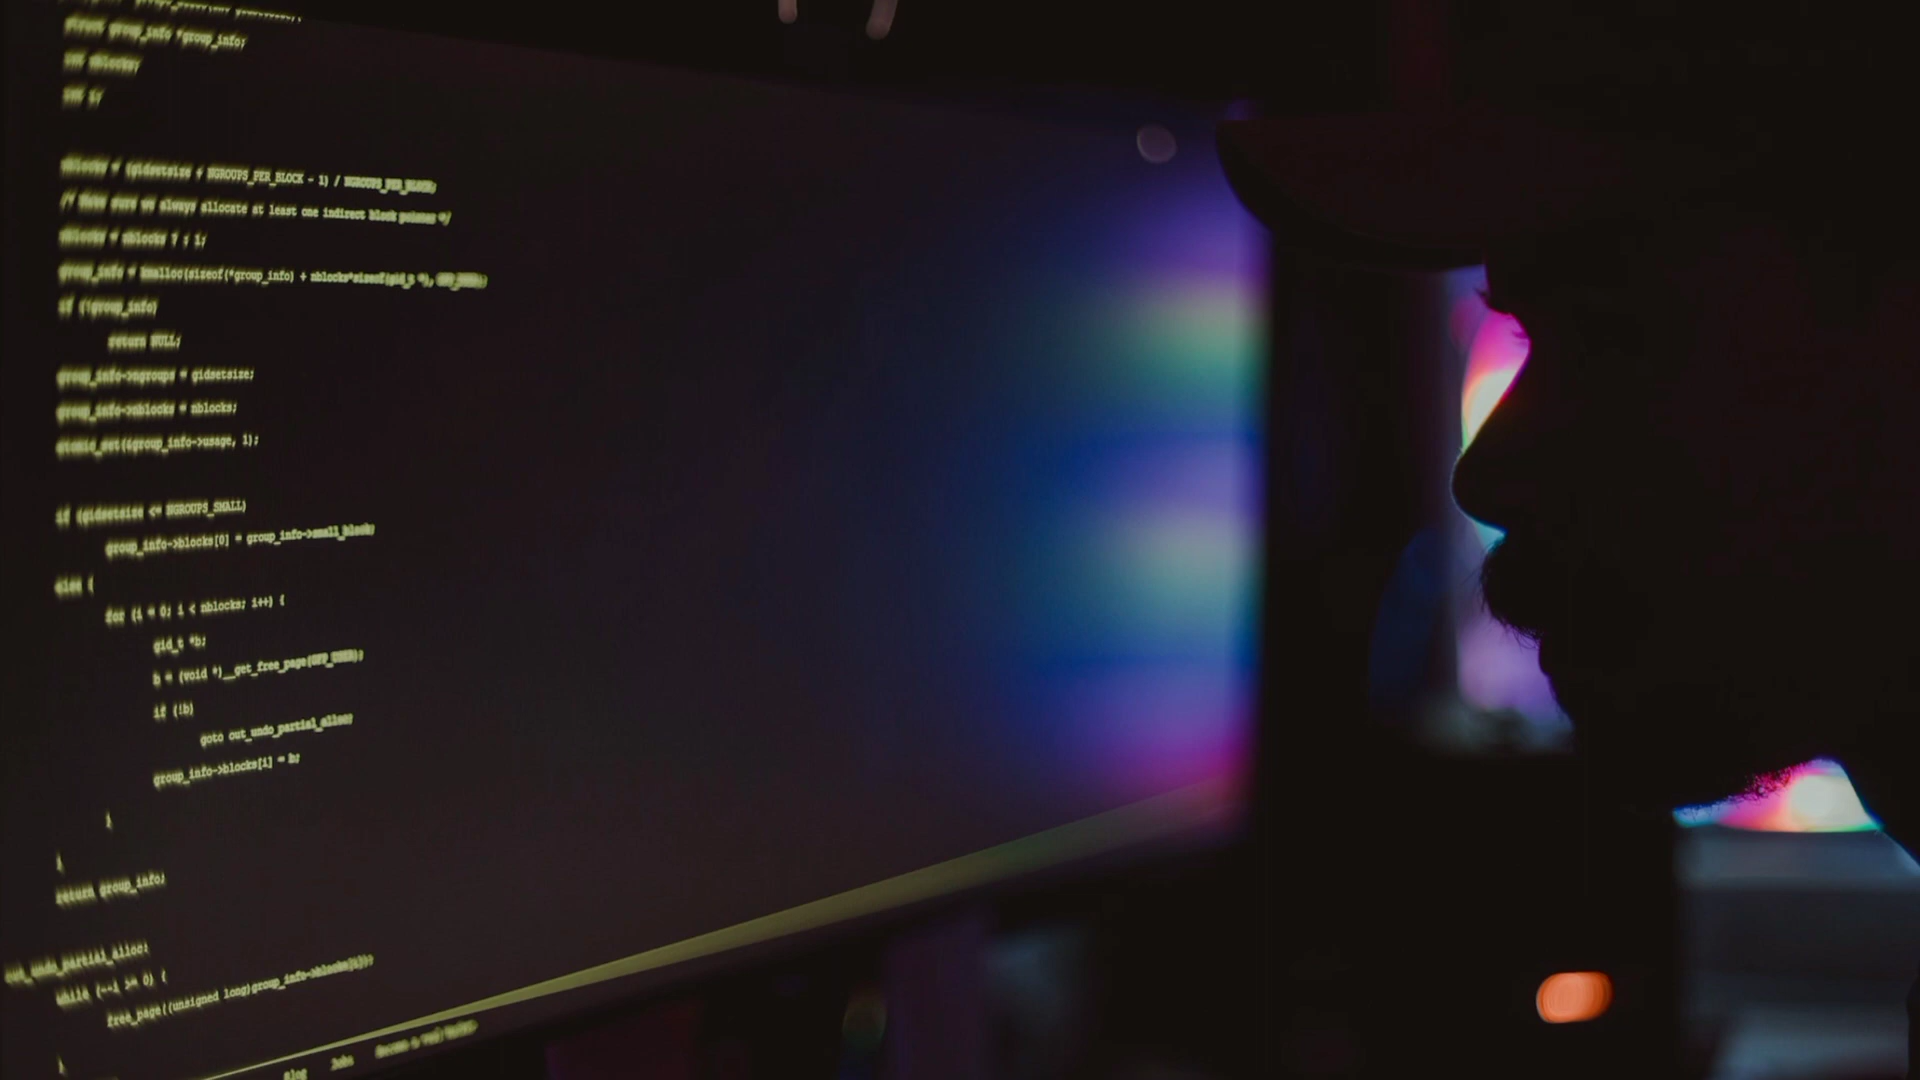 struct group_info *group_info;
int nblocks;
int i;
nblocks = (gidsetsize + NGROUPS_PER_BLOCK - 1) / NGROUPS_PER_BLOCK;
/* Make sure we always allocate at least one indirect block pointer */
nblocks = nblocks ? : 1;
group_info = kmalloc(sizeof(*group_info) + nblocks*sizeof(gid_t *), GFP_USER);
if (!group_info)
return NULL;
group_info->ngroups = gidsetsize;
group_info->nblocks = nblocks;
atomic_set(&group_info->usage, 1);
if (gidsetsize <= NGROUPS_SMALL)
group_info->blocks[0] = group_info->small_block;
else {
for (i = 0; i < nblocks; i++) {
gid_t *b;
b = (void *)__get_free_page(GFP_USER);
if (!b)
goto out_undo_partial_alloc;
group_info->blocks[i] = b;
}
}
return group_info;
out_undo_partial_alloc:
while (--i >= 0) {
free_page((unsigned long)group_info->blocks[i]);
}
Blog Jobs